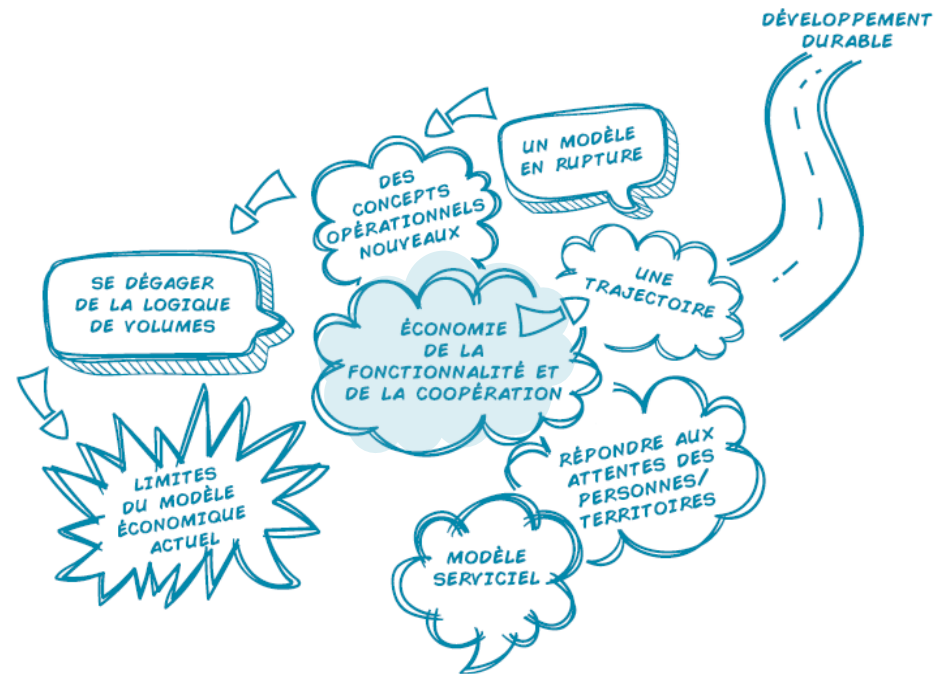 DÉVELOPPEMENT
DURABLE
UN MODÈLE
EN RUPTURE
DES
CONCEPTS
OPÉRATIONNELS
NOUVEAUX
UNE
TRAJECTOIRE
SE DÉGAGER
DE LA LOGIQUE
DE VOLUMES
ÉCONOMIE
DE LA
FONCTIONNALITÉ ET
DE LA COOPÉRATION
RÉPONDRE AUX
ATTENTES DES
PERSONNES/
TERRITOIRES
LIMITES
DU MODÈLE
ÉCONOMIQUE
ACTUEL
MODÈLE
SERVICIEL